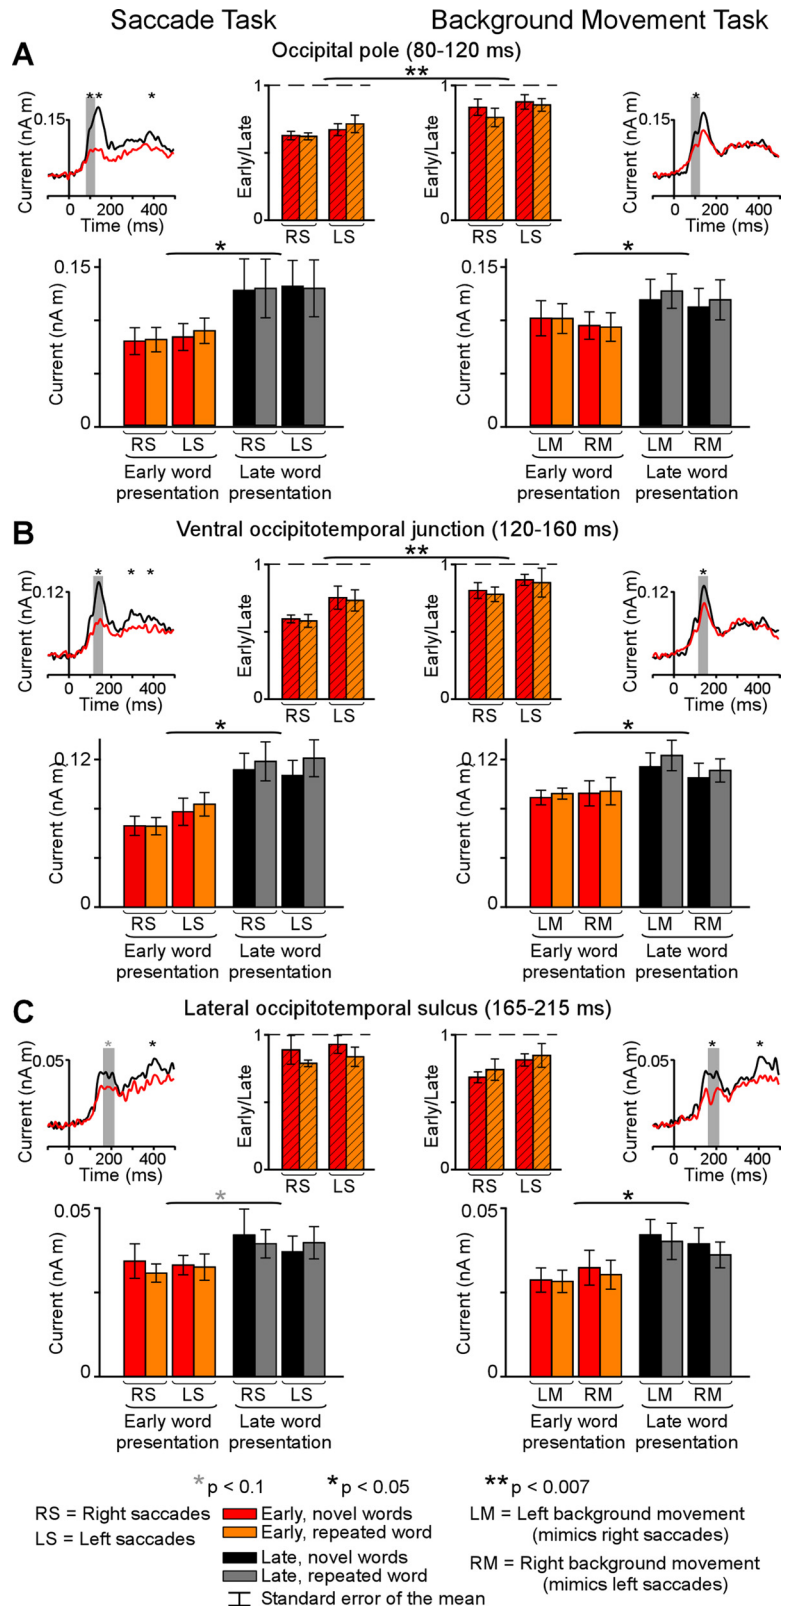 Saccade Task
Background Movement Task
A
Occipital pole (80-120 ms)
**
** *
0.15
Current (nA m)
0 200 400
Time (ms)
1
Early/Late
0
RS LS
1
Early/Late
0
RS LS
*
0.15
Current (nA m)
0 200 400
Time (ms)
*
0.15
Current (nA m)
0
RS LS RS LS
Early word presentation
Late word presentation
*
0.15
Current (nA m)
0
LM RM LM RM
Early word presentation
Late word presentation
B
Ventral occipitotemporal junction (120-160 ms)
**
* * *
0.12
Current (nA m)
0 200 400
Time (ms)
1
Early/Late
0
RS LS
1
Early/Late
0
RS LS
*
0.12
Current (nA m)
0 200 400
Time (ms)
*
0.12
Current (nA m)
0
RS LS RS LS
Early word presentation
Late word presentation
*
0.12
Current (nA m)
0
LM RM LM RM
Early word presentation
Late word presentation
C
Lateral occipitotemporal sulcus (165-215 ms)
* *
0.05
Current (nA m)
0 200 400
Time (ms)
1
Early/Late
0
RS LS
1
Early/Late
0
RS LS
* *
0.05
Current (nA m)
0 200 400
Time (ms)
*
0.05
Current (nA m)
0
RS LS RS LS
Early word presentation
Late word presentation
*
0.05
Current (nA m)
0
LM RM LM RM
Early word presentation
Late word presentation
* p < 0.1
* p < 0.05
** p < 0.007
RS = Right saccades
LS = Left saccades
Early, novel words
Early, repeated word
Late, novel words
Late, repeated word
Standard error of the mean
LM = Left background movement
(mimics right saccades)
RM = Right background movement
(mimics left saccades)